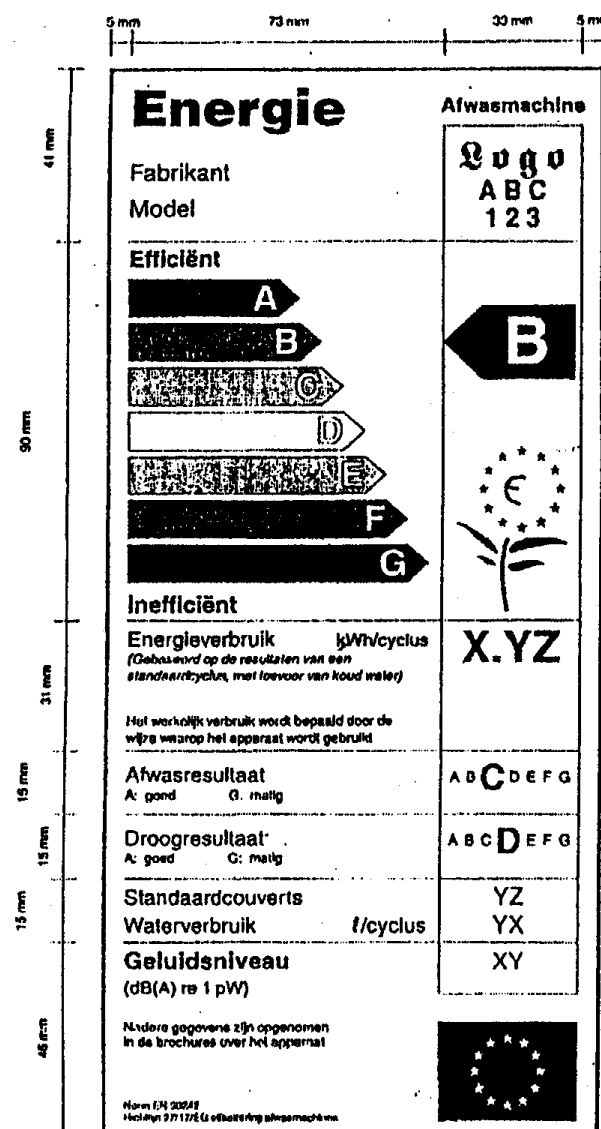 5 mm 73 mm 33 mm 5 m
41 mm
90 mm
31 mm
15 mm
15 mm
15 mm
46 mm
Energie
Afwasmachine
Fabrikant
Model
Logo
ABC
123
Efficiënt
A
B
C
D
E
F
G
B
Inefficiënt
Energieverbruik kWh/cyclus
X.YZ
(Gebaseerd op de resultaten van een
standaardcyclus, met toevoer van koud water)
Het werkelijk verbruik wordt bepaald door de
wijze waarop het apparaat wordt gebruikt
Afwasresultaat
A: goed G: matig
A B C D E F G
Droogresultaat
A: goed G: matig
A B C D E F G
Standaardcouverts YZ
Waterverbruik ℓ/cyclus YX
Geluidsniveau XY
(dB(A) re 1 pW)
Nadere gegevens zijn opgenomen
in de brochures over het apparaat
Norm EN